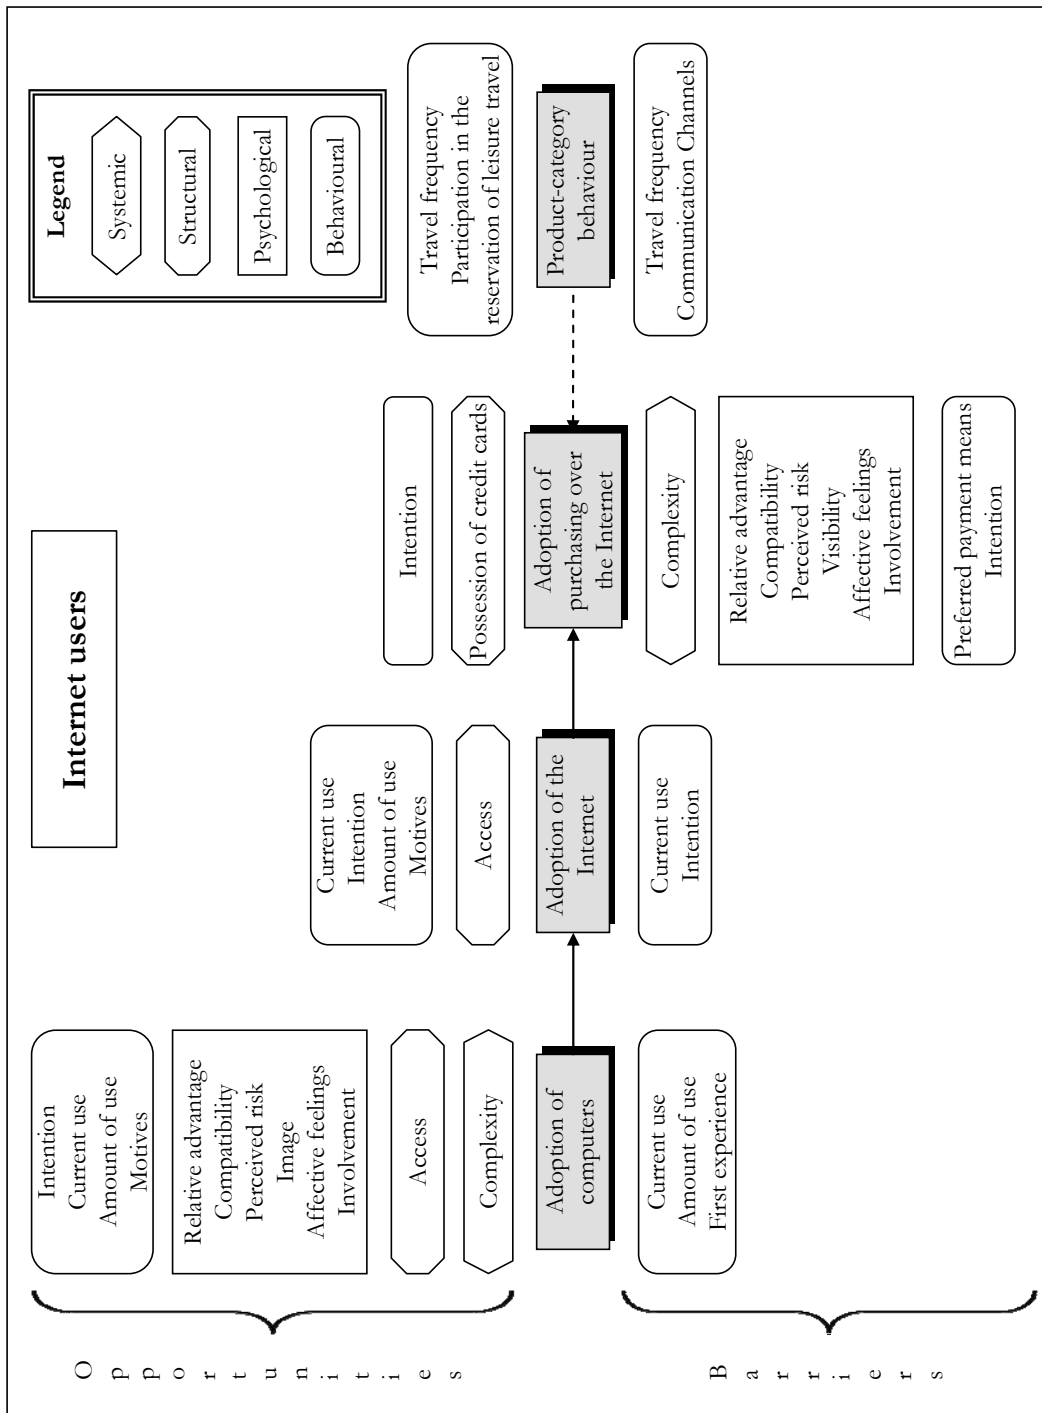 Internet users
Legend
Systemic
Structural
Psychological
Behavioural
Opportunities
Intention
Current use
Amount of use
Motives
Relative advantage
Compatibility
Perceived risk
Image
Affective feelings
Involvement
Access
Complexity
Current use
Intention
Amount of use
Motives
Access
Intention
Possession of credit cards
Travel frequency
Participation in the
reservation of leisure travel
Adoption of
computers
Adoption of the
Internet
Adoption of
purchasing over
the Internet
Product-category
behaviour
Barriers
Current use
Amount of use
First experience
Current use
Intention
Complexity
Relative advantage
Compatibility
Perceived risk
Visibility
Affective feelings
Involvement
Preferred payment means
Intention
Travel frequency
Communication Channels